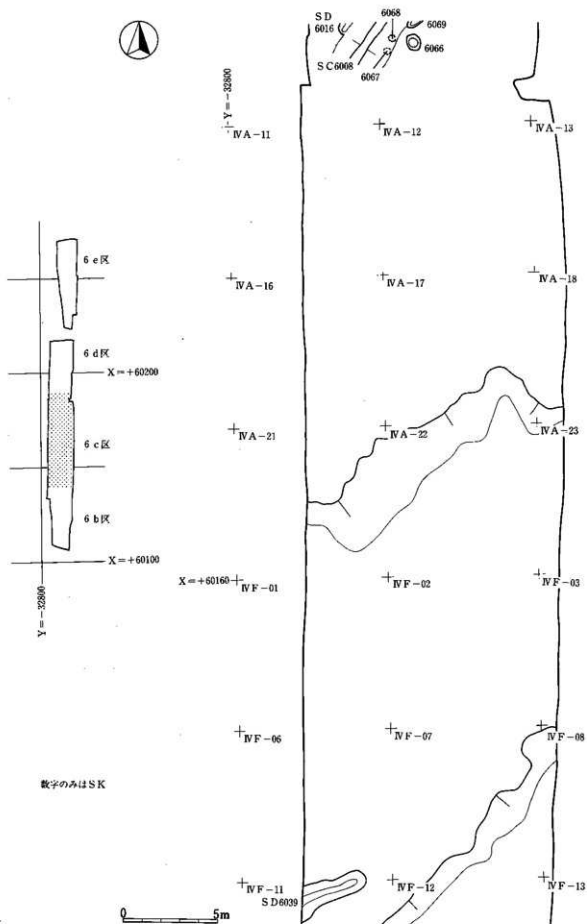 SD
6016
6068
6069
6066
SC6008
6067
Y=-32800
ⅣA-11
ⅣA-12
ⅣA-13
6e区
ⅣA-16
ⅣA-17
ⅣA-18
6d区
X=+60200
6c区
ⅣA-21
ⅣA-22
ⅣA-23
6b区
X=+60100
Y=-32800
X=+60160
ⅣF-01
ⅣF-02
ⅣF-03
ⅣF-06
ⅣF-07
ⅣF-08
数字のみはSK
ⅣF-11
ⅣF-12
ⅣF-13
SD6039
0 5m